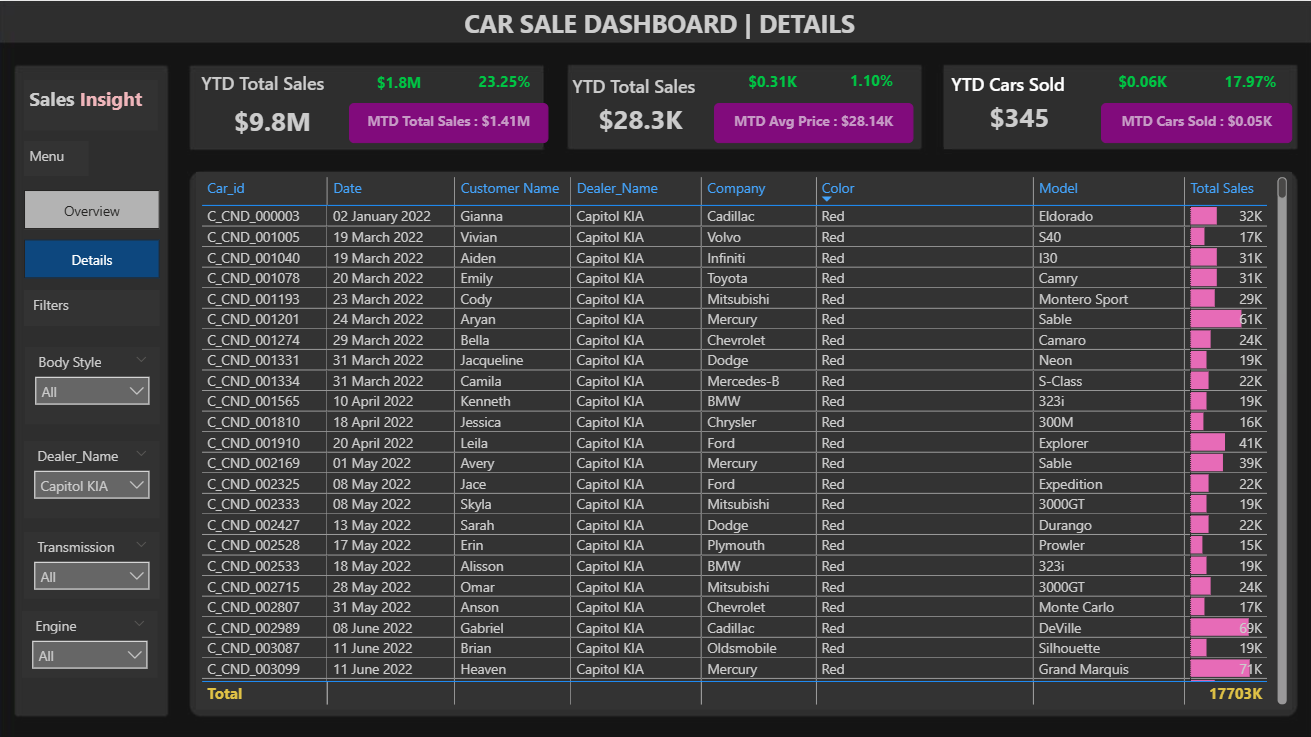 CAR SALE DASHBOARD | DETAILS
Sales Insight
Menu
Overview
Details
Filters
Body Style
All
Dealer_Name
Capitol KIA
Transmission
All
Engine
All
YTD Total Sales $1.8M 23.25%
$9.8M MTD Total Sales : $1.41M
YTD Total Sales $0.31K 1.10%
$28.3K MTD Avg Price : $28.14K
YTD Cars Sold $0.06K 17.97%
$345 MTD Cars Sold : $0.05K
Car_id Date Customer Name Dealer_Name Company Color Model Total Sales
C_CND_000003 02 January 2022 Gianna Capitol KIA Cadillac Red Eldorado 32K
C_CND_001005 19 March 2022 Vivian Capitol KIA Volvo Red S40 17K
C_CND_001040 19 March 2022 Aiden Capitol KIA Infiniti Red I30 31K
C_CND_001078 20 March 2022 Emily Capitol KIA Toyota Red Camry 31K
C_CND_001193 23 March 2022 Cody Capitol KIA Mitsubishi Red Montero Sport 29K
C_CND_001201 24 March 2022 Aryan Capitol KIA Mercury Red Sable 61K
C_CND_001274 29 March 2022 Bella Capitol KIA Chevrolet Red Camaro 24K
C_CND_001331 31 March 2022 Jacqueline Capitol KIA Dodge Red Neon 19K
C_CND_001334 31 March 2022 Camila Capitol KIA Mercedes-B Red S-Class 22K
C_CND_001565 10 April 2022 Kenneth Capitol KIA BMW Red 323i 19K
C_CND_001810 18 April 2022 Jessica Capitol KIA Chrysler Red 300M 16K
C_CND_001910 20 April 2022 Leila Capitol KIA Ford Red Explorer 41K
C_CND_002169 01 May 2022 Avery Capitol KIA Mercury Red Sable 39K
C_CND_002325 08 May 2022 Jace Capitol KIA Ford Red Expedition 22K
C_CND_002333 08 May 2022 Skyla Capitol KIA Mitsubishi Red 3000GT 19K
C_CND_002427 13 May 2022 Sarah Capitol KIA Dodge Red Durango 22K
C_CND_002528 17 May 2022 Erin Capitol KIA Plymouth Red Prowler 15K
C_CND_002533 18 May 2022 Alisson Capitol KIA BMW Red 323i 19K
C_CND_002715 28 May 2022 Omar Capitol KIA Mitsubishi Red 3000GT 24K
C_CND_002807 31 May 2022 Anson Capitol KIA Chevrolet Red Monte Carlo 17K
C_CND_002989 08 June 2022 Gabriel Capitol KIA Cadillac Red DeVille 69K
C_CND_003087 11 June 2022 Brian Capitol KIA Oldsmobile Red Silhouette 19K
C_CND_003099 11 June 2022 Heaven Capitol KIA Mercury Red Grand Marquis 71K
Total 17703K